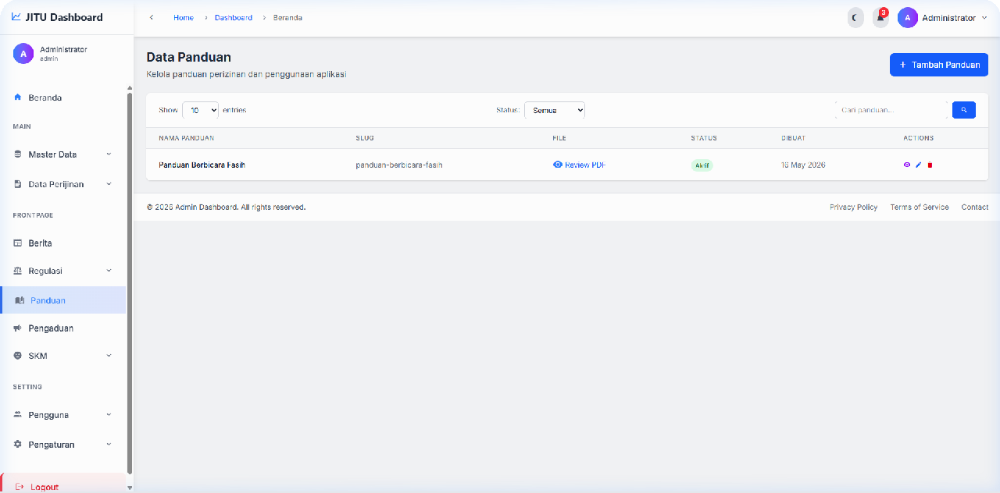 JITU Dashboard
Home > Dashboard > Beranda
3
A
Administrator
A
Administrator
admin
Beranda
MAIN
Master Data
Data Perijinan
FRONTPAGE
Berita
Regulasi
Panduan
Pengaduan
SKM
SETTING
Pengguna
Pengaturan
Logout
Data Panduan
Kelola panduan perizinan dan penggunaan aplikasi
+ Tambah Panduan
Show 10 entries
Status: Semua
Cari panduan...
NAMA PANDUAN SLUG FILE STATUS DIBUAT ACTIONS
Panduan Berbicara Fasih panduan-berbicara-fasih Review PDF Aktif 16 May 2026
© 2026 Admin Dashboard. All rights reserved.
Privacy Policy Terms of Service Contact